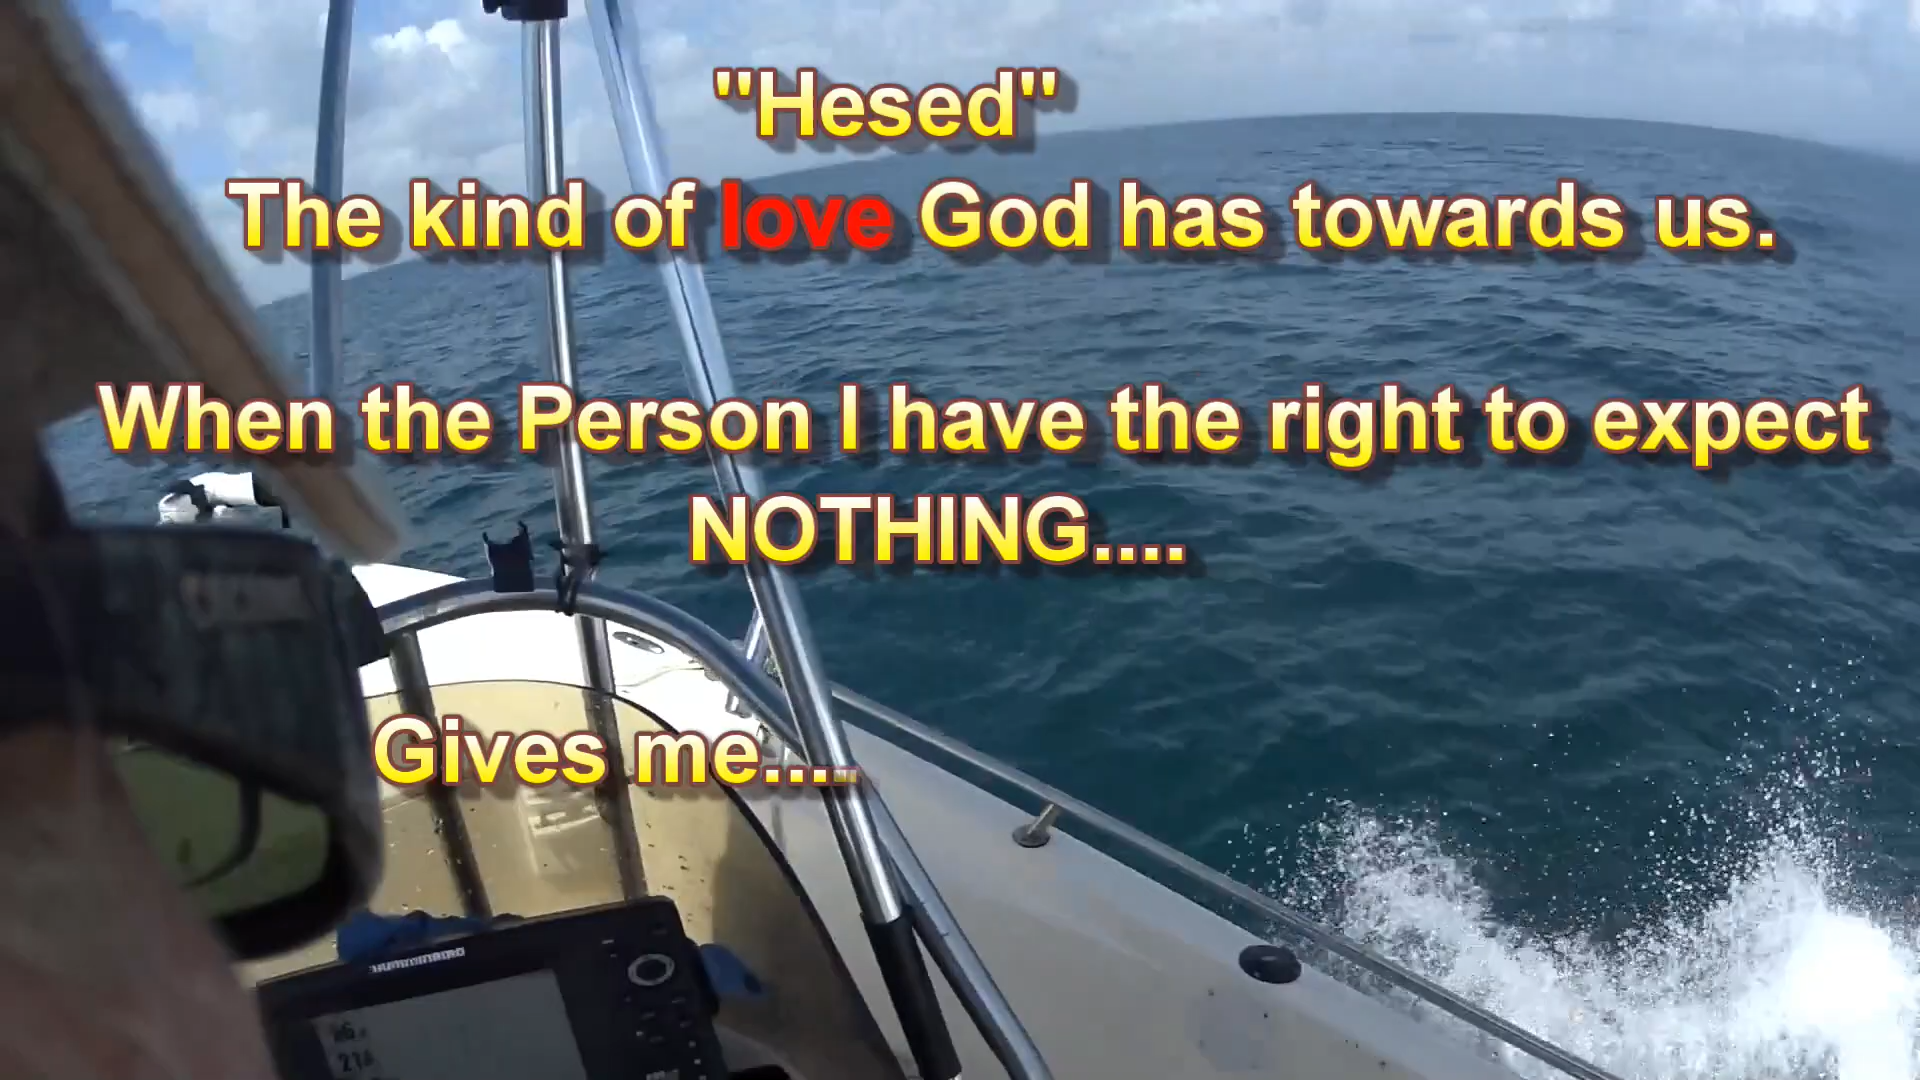 "Hesed"
The kind of love God has towards us.
When the Person I have the right to expect
NOTHING....
Gives me.....
HUMMINBIRD